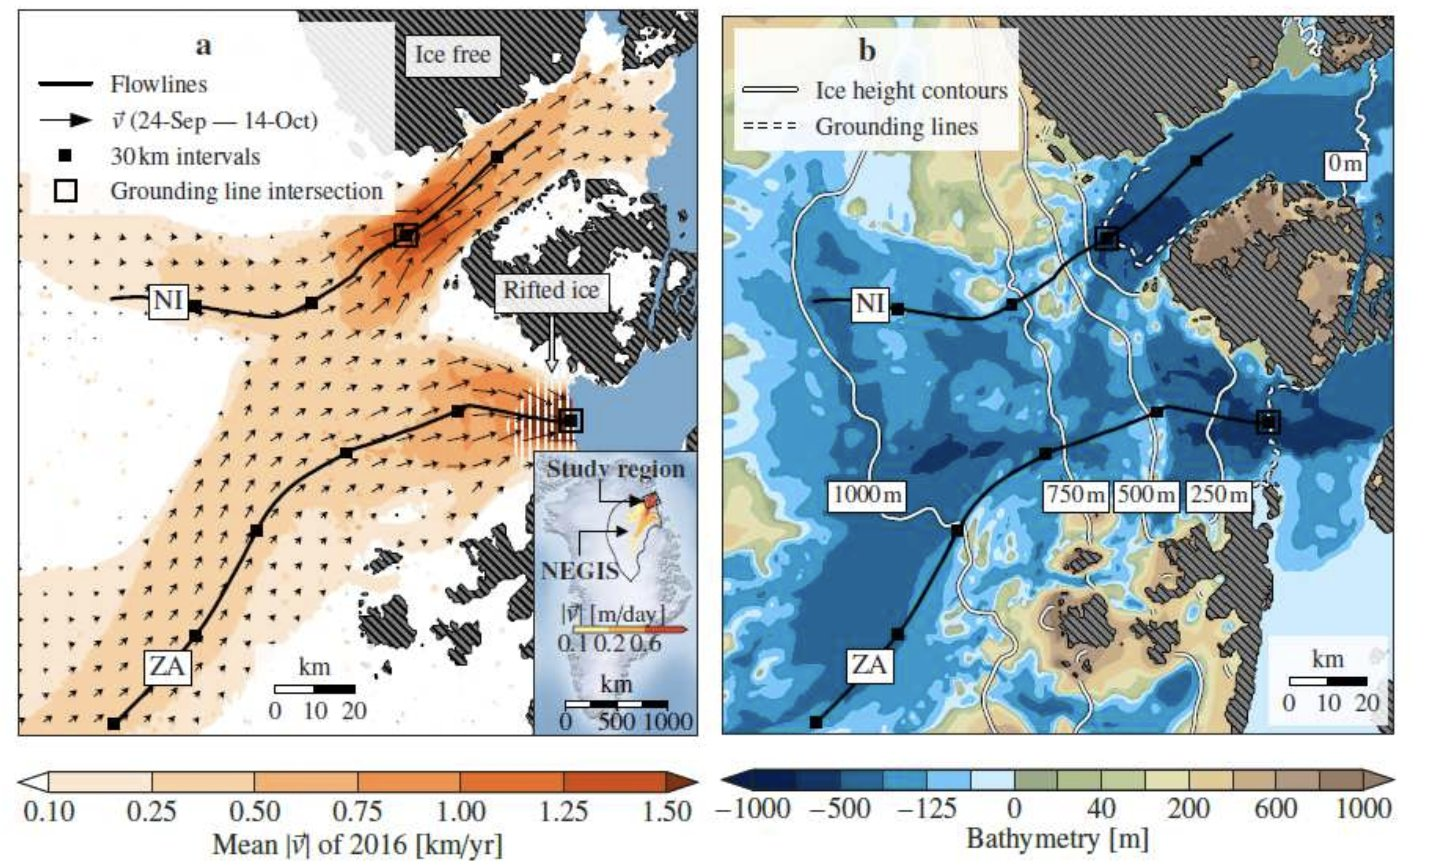 a
Ice free
Flowlines
v⃗ (24-Sep — 14-Oct)
30 km intervals
Grounding line intersection
NI
Rifted ice
ZA
km
0 10 20
Study region
NEGIS
|v⃗| [m/day]
0.1 0.2 0.6
km
0 500 1000
0.10 0.25 0.50 0.75 1.00 1.25 1.50
Mean |v⃗| of 2016 [km/yr]
b
Ice height contours
Grounding lines
0 m
NI
1000 m 750 m 500 m 250 m
ZA
km
0 10 20
−1000 −500 −125 0 40 200 600 1000
Bathymetry [m]